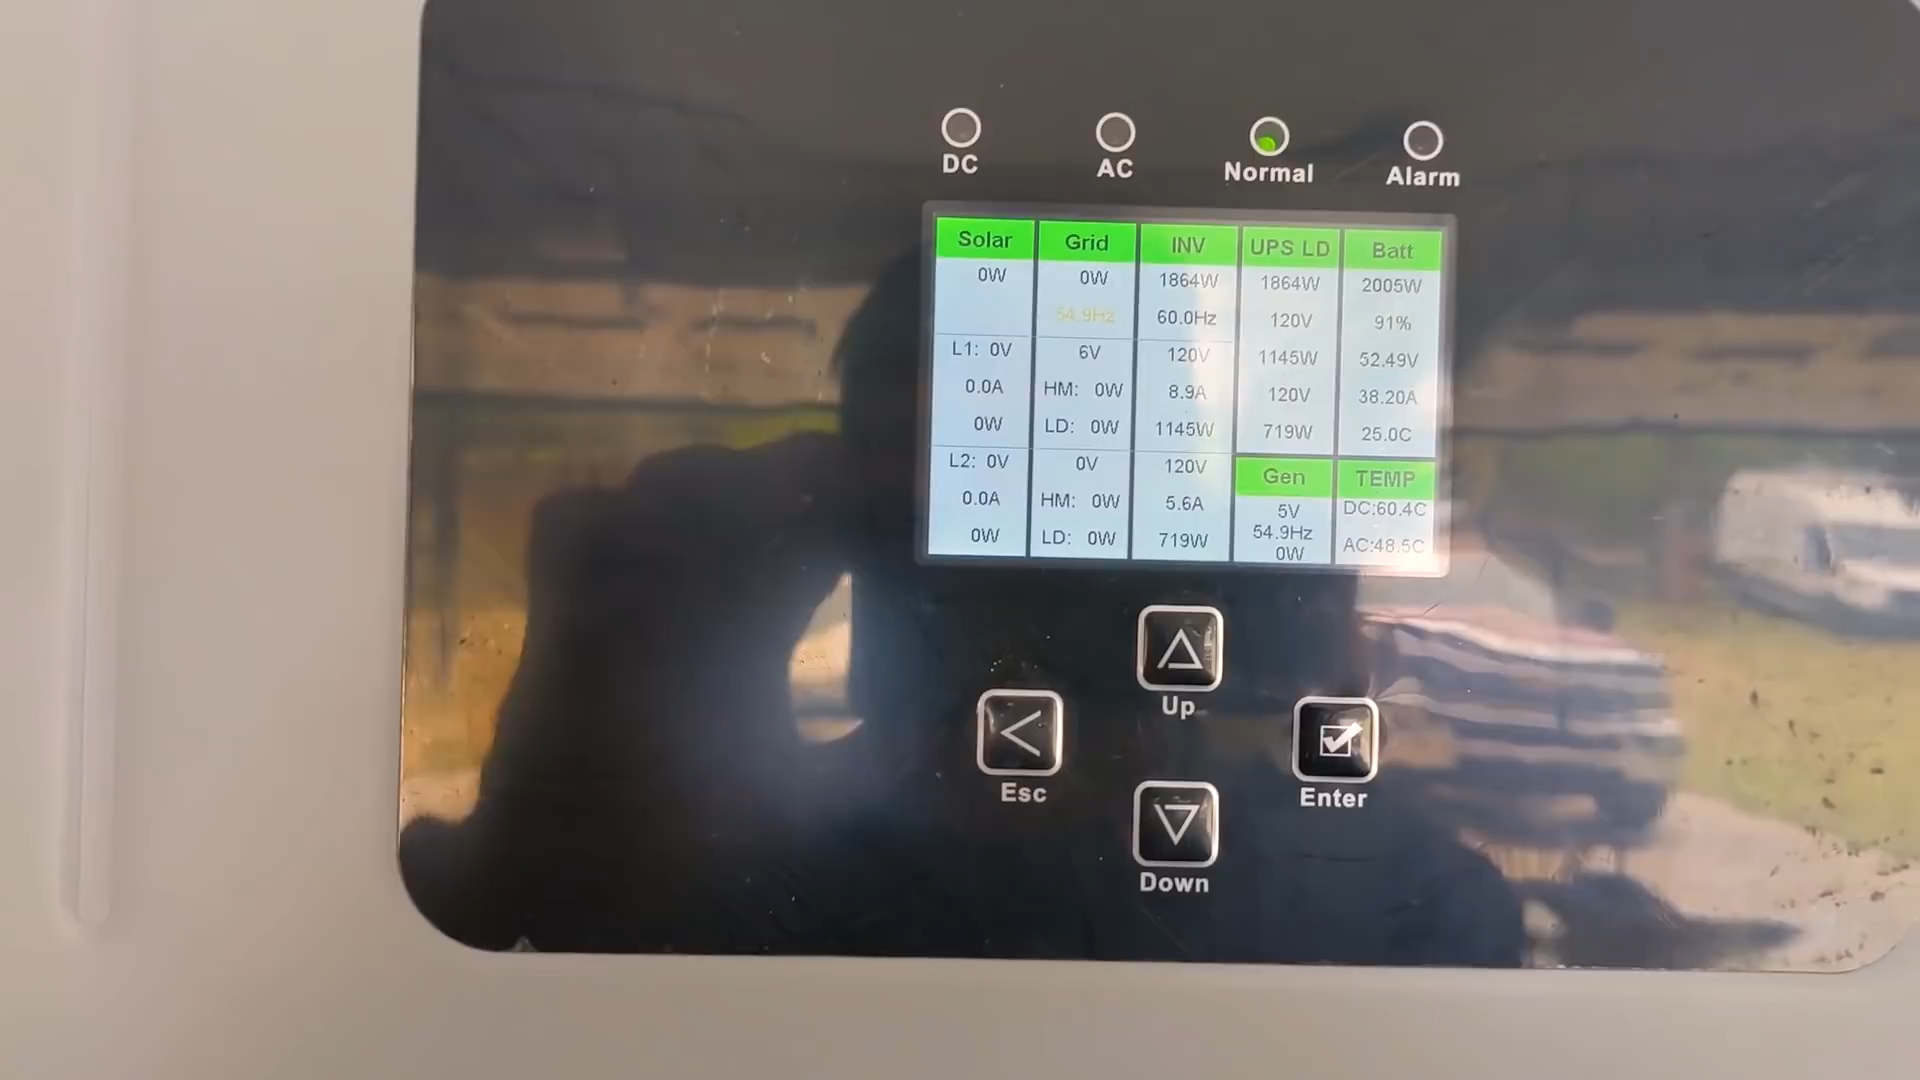 DC AC Normal Alarm
Solar Grid INV UPS LD Batt
0W 0W 1864W 1864W 2005W
54.9Hz 60.0Hz 120V 91%
L1: 0V 6V 120V 1145W 52.49V
0.0A HM: 0W 8.9A 120V 38.20A
0W LD: 0W 1145W 719W 25.0C
L2: 0V 0V 120V Gen TEMP
0.0A HM: 0W 5.6A 5V DC:60.4C
54.9Hz
0W LD: 0W 719W 0W AC:48.5C
Up
Esc Enter
Down